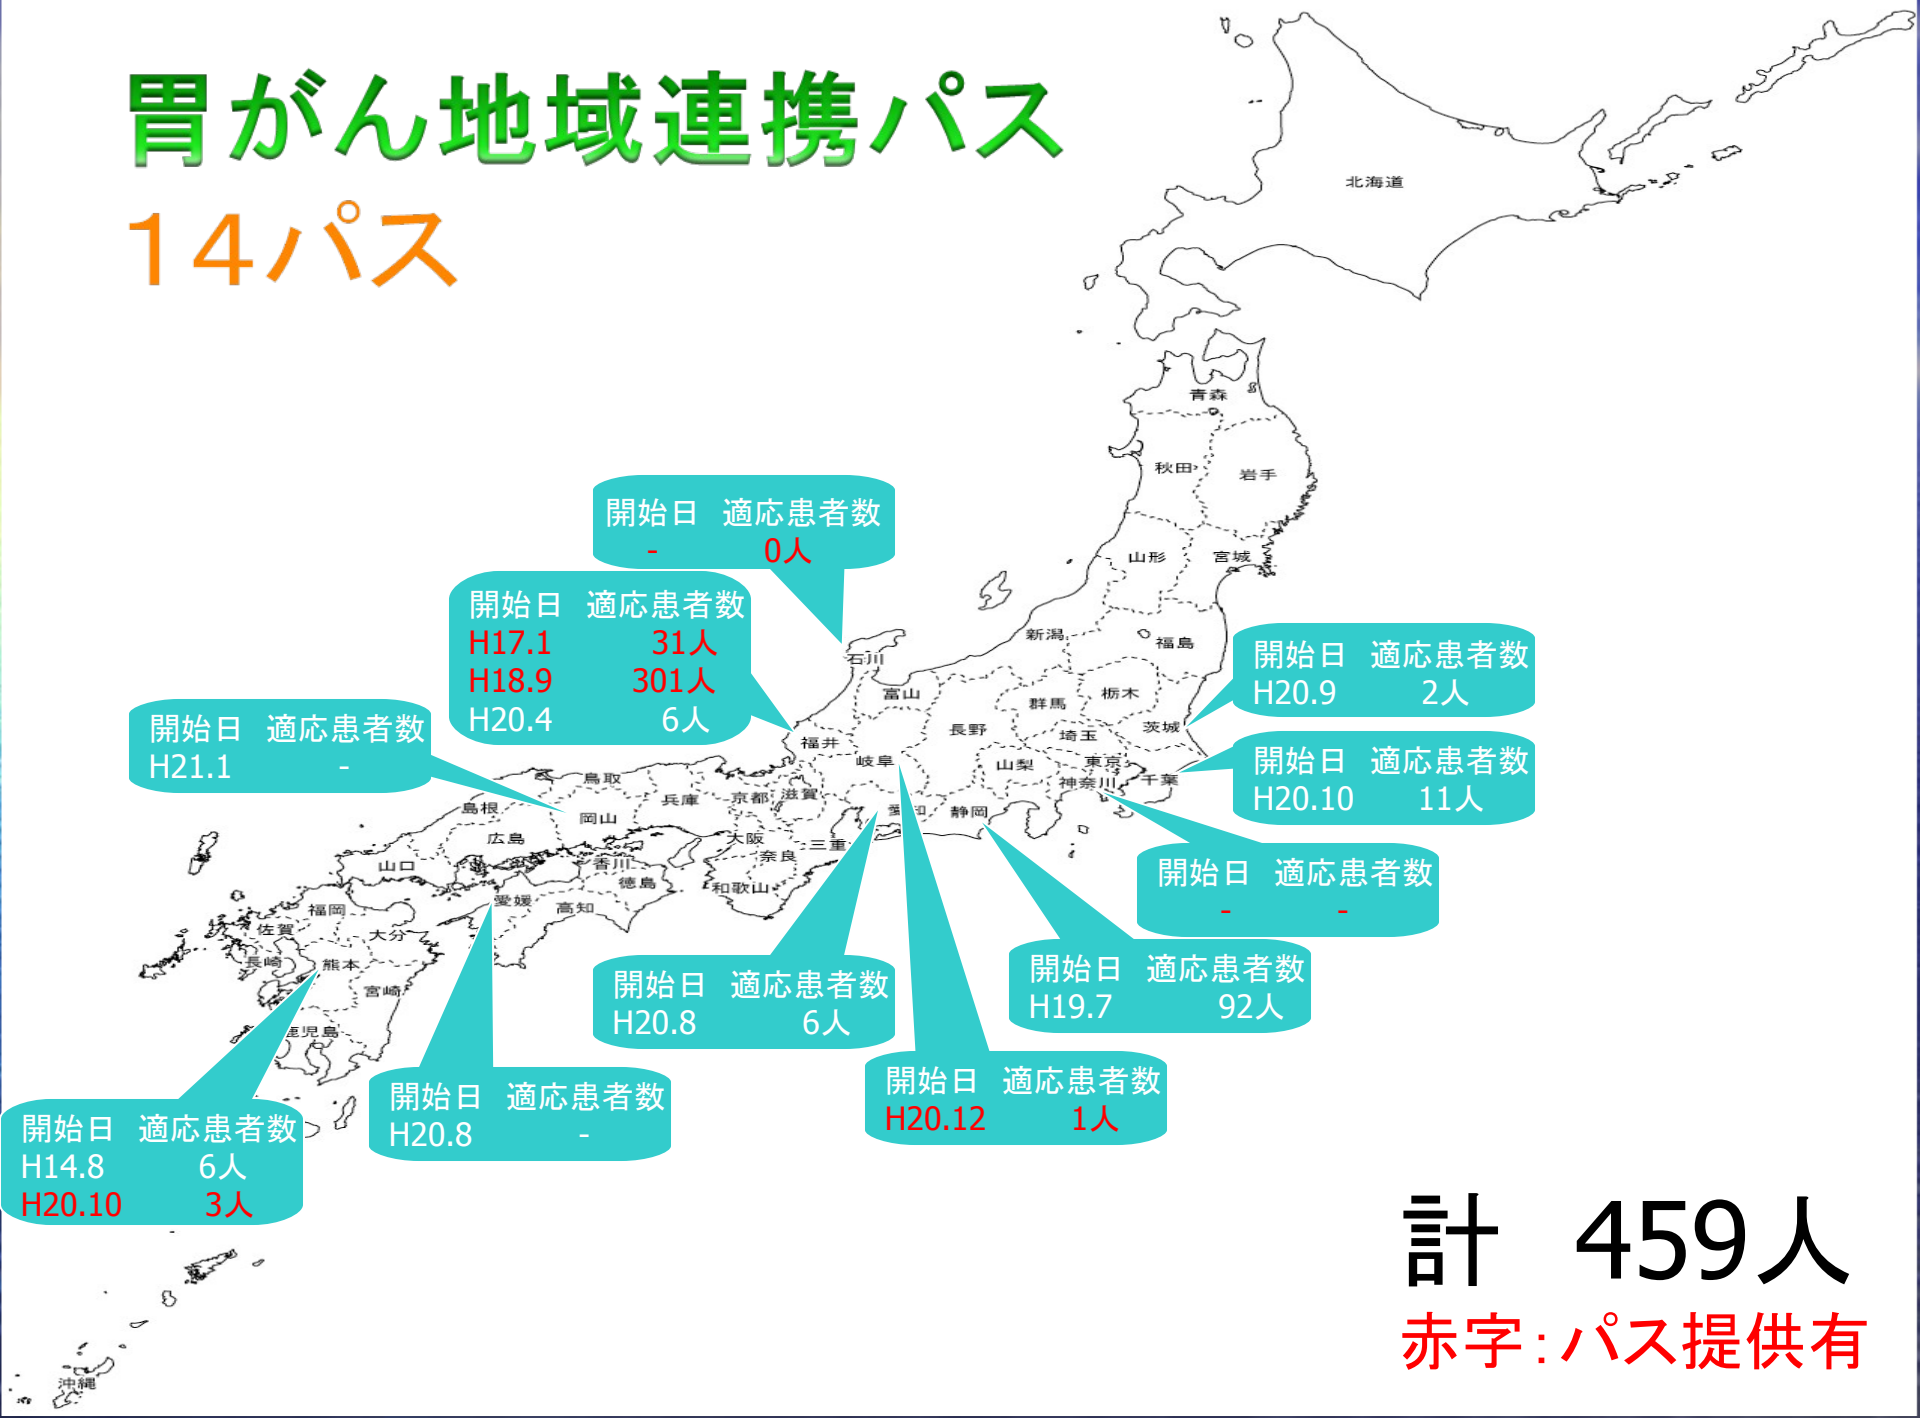 胃がん地域連携パス
14パス
北海道
青森
秋田
岩手
開始日 適応患者数
- 0人
山形
宮城
開始日 適応患者数
H17.1 31人
H18.9 301人
H20.4 6人
新潟
福島
石川
開始日 適応患者数
H20.9 2人
富山
群馬
栃木
開始日 適応患者数
H21.1 -
福井
長野
埼玉
茨城
岐阜
山梨
東京
開始日 適応患者数
H20.10 11人
鳥取
兵庫
京都
滋賀
神奈川
千葉
島根
岡山
愛知
静岡
広島
大阪
三重
奈良
山口
香川
徳島
和歌山
開始日 適応患者数
- -
愛媛
高知
福岡
佐賀
大分
長崎
熊本
宮崎
開始日 適応患者数
H20.8 6人
開始日 適応患者数
H19.7 92人
鹿児島
開始日 適応患者数
H20.12 1人
開始日 適応患者数
H20.8 -
開始日 適応患者数
H14.8 6人
H20.10 3人
計 459人
赤字：パス提供有
沖縄